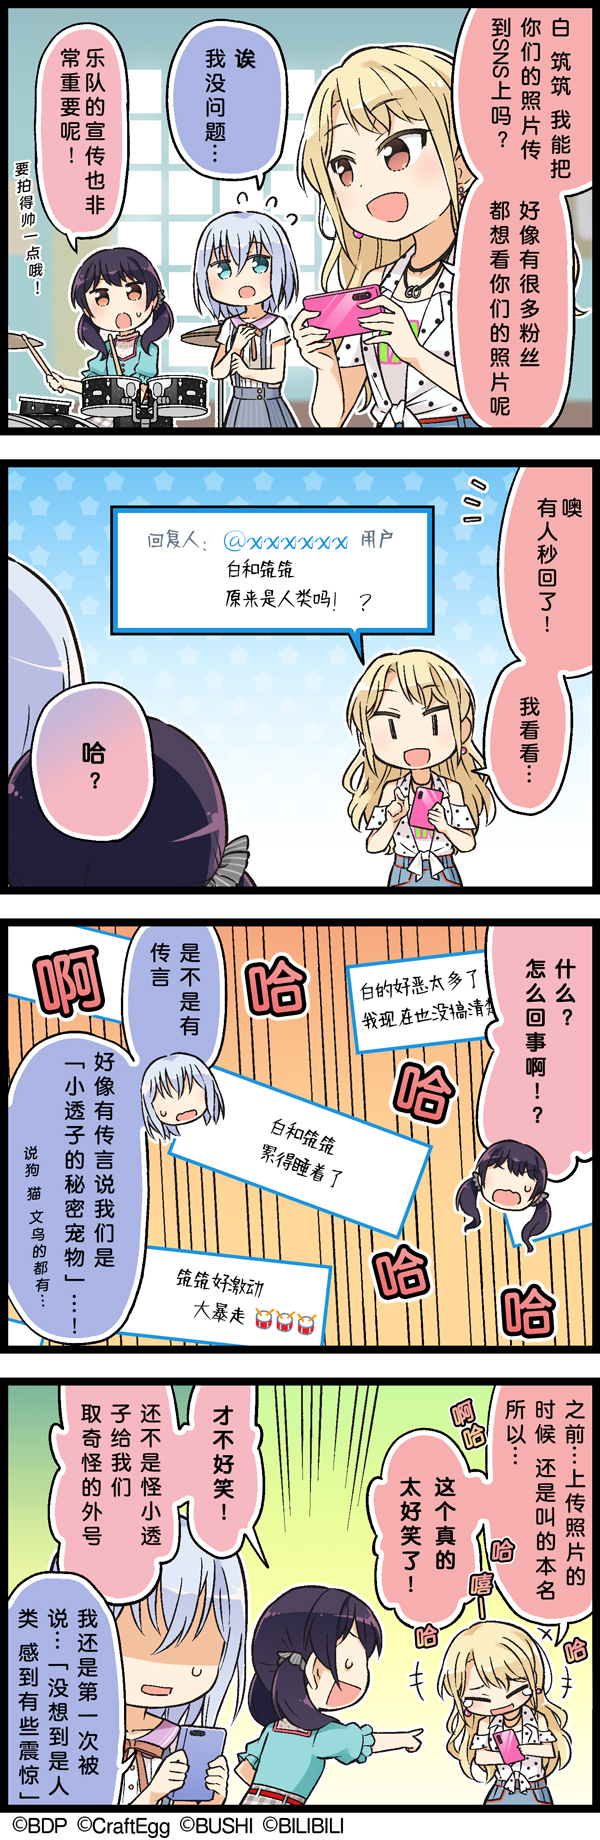 白 筑筑 我能把
你们的照片传
到SNS上吗？
好像有很多粉丝
都想看你们的照片呢
诶
我没问题…
乐队的宣传也非
常重要呢！
要拍得帅一点哦！
噢
有人秒回了！
我看看…
回复人： @xxxxxx 用户
白和筑筑
原来是人类吗！？
哈？
什么？
怎么回事啊！？
白的好恶太多了
我现在也没搞清楚
哈
啊
是不是有
传言
哈
白和筑筑
累得睡着了
好像有传言说我们是
「小透子的秘密宠物」…！
说狗 猫 文鸟的都有…
哈
哈
筑筑好激动
大暴走
之前…上传照片的
时候 还是叫的本名
所以…
啊哈
哈
嘻
哈
哈
这个真的
太好笑了！
才不好笑！
还不是怪小透
子给我们
取奇怪的外号
我还是第一次被
说…「没想到是人
类 感到有些震惊」
©BDP ©CraftEgg ©BUSHI ©BILIBILI